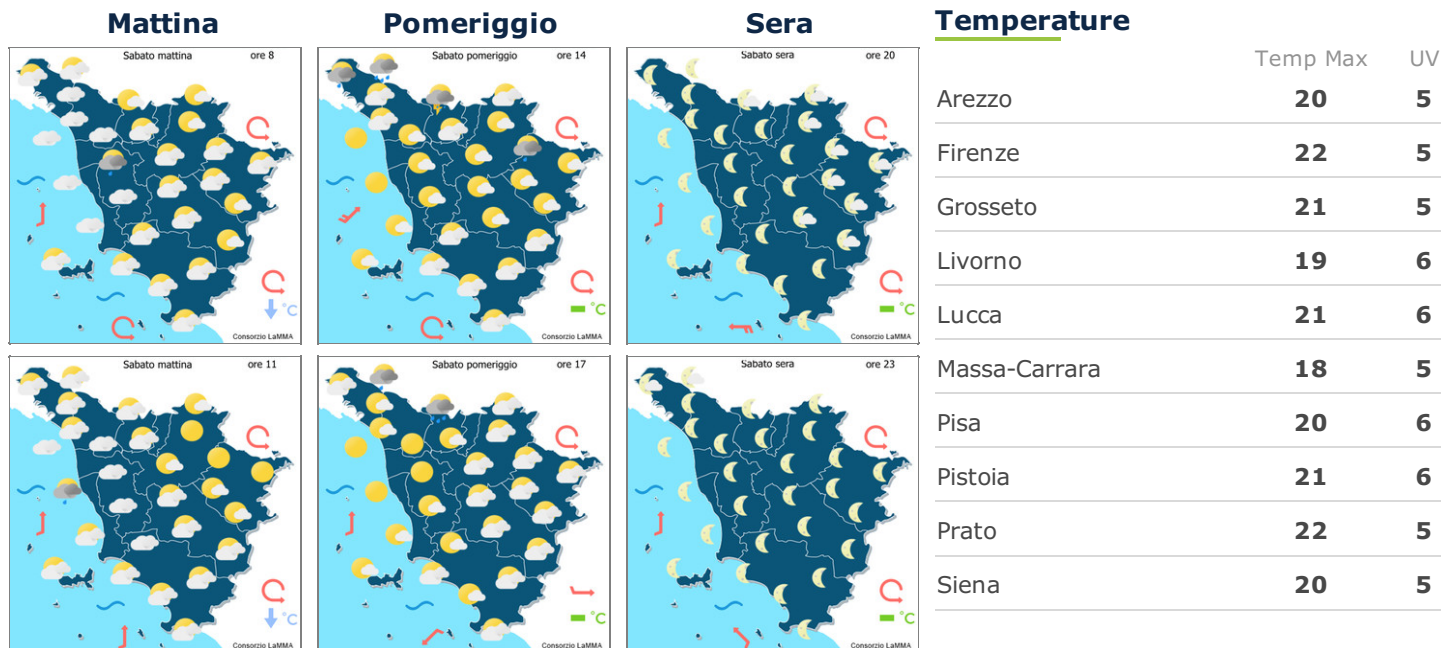 Mattina
Sabato mattina ore 8
°C
Consorzio LaMMA
Sabato mattina ore 11
°C
Consorzio LaMMA
Pomeriggio
Sabato pomeriggio ore 14
°C
Consorzio LaMMA
Sabato pomeriggio ore 17
°C
Consorzio LaMMA
Sera
Sabato sera ore 20
°C
Consorzio LaMMA
Sabato sera ore 23
°C
Consorzio LaMMA
Temperature
Temp Max UV
Arezzo 20 5
Firenze 22 5
Grosseto 21 5
Livorno 19 6
Lucca 21 6
Massa-Carrara 18 5
Pisa 20 6
Pistoia 21 6
Prato 22 5
Siena 20 5